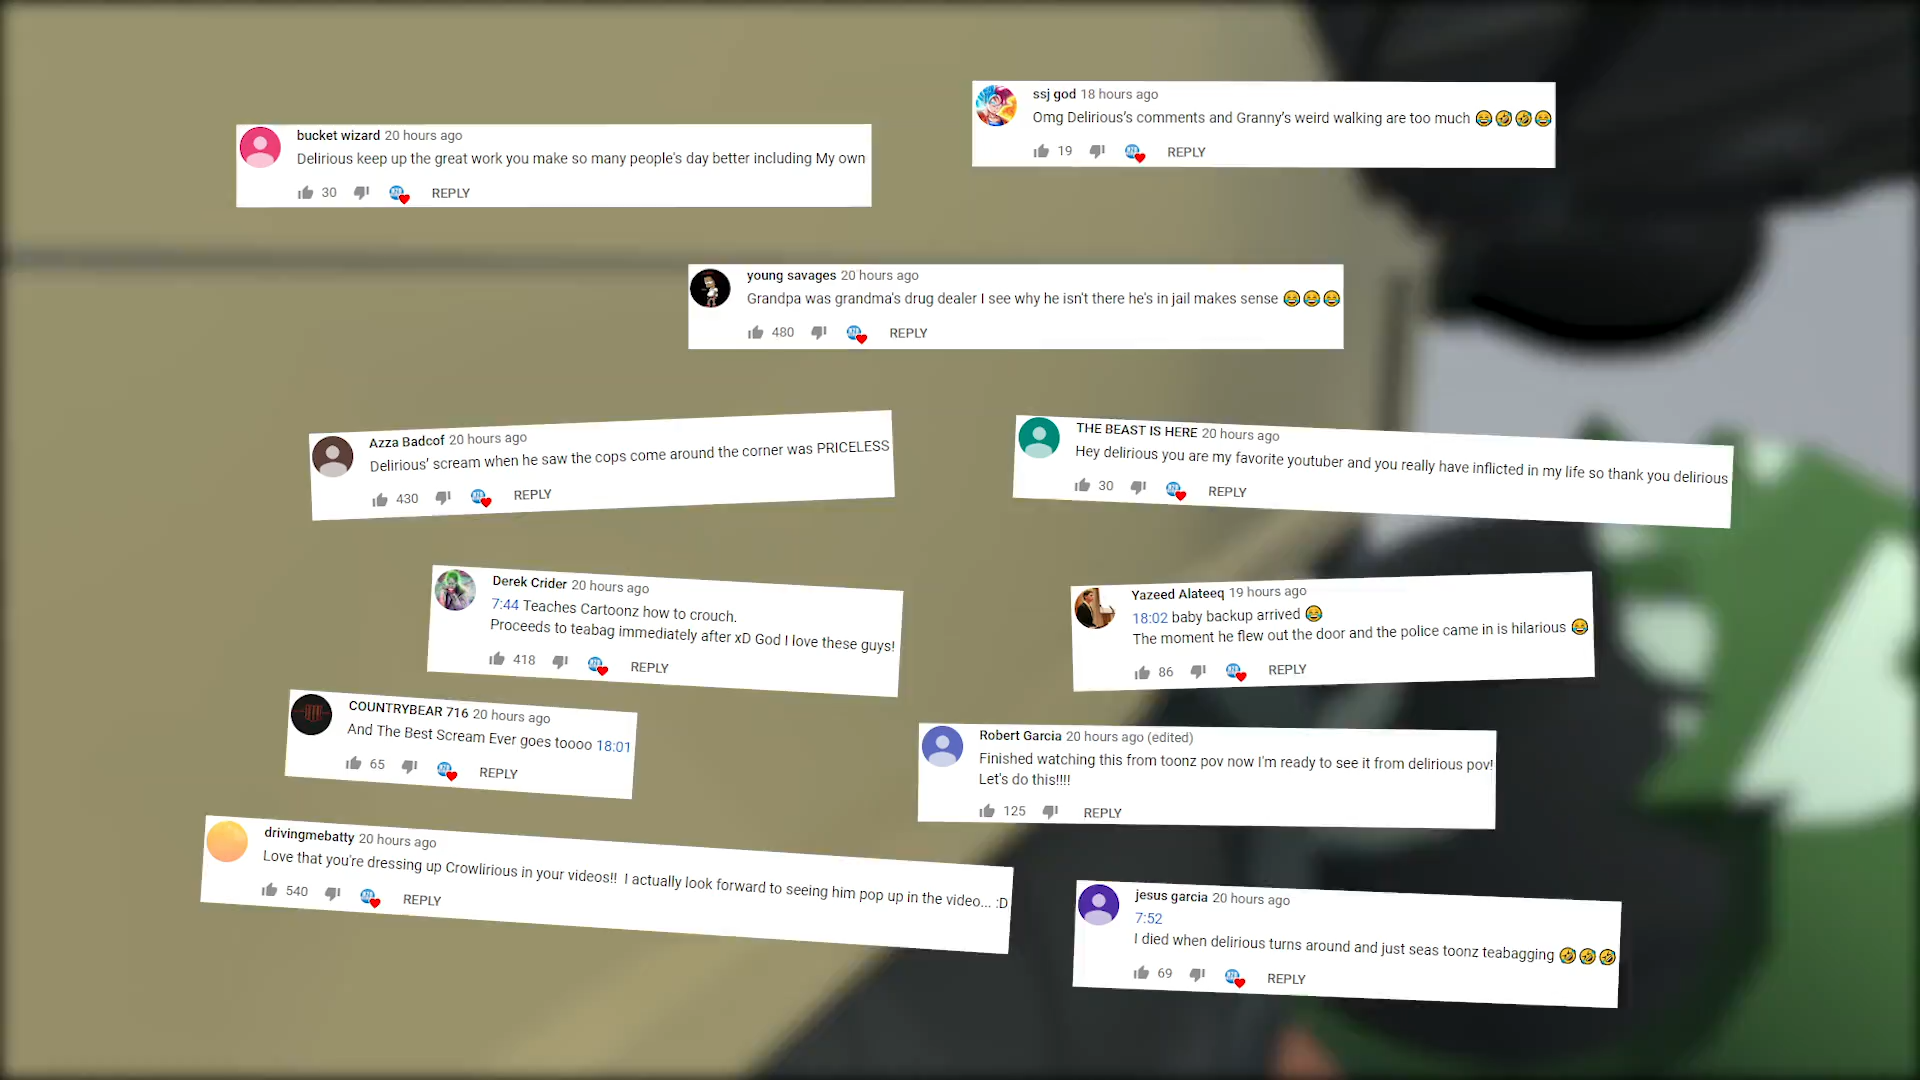 ssj god 18 hours ago
Omg Delirious's comments and Granny's weird walking are too much 😂🤣🤣😂
19 REPLY
bucket wizard 20 hours ago
Delirious keep up the great work you make so many people's day better including My own
30 REPLY
young savages 20 hours ago
Grandpa was grandma's drug dealer I see why he isn't there he's in jail makes sense 😂😂😂
480 REPLY
Azza Badcof 20 hours ago
Delirious' scream when he saw the cops come around the corner was PRICELESS
430 REPLY
THE BEAST IS HERE 20 hours ago
Hey delirious you are my favorite youtuber and you really have inflicted in my life so thank you delirious
30 REPLY
Derek Crider 20 hours ago
7:44 Teaches Cartoonz how to crouch.
Proceeds to teabag immediately after xD God I love these guys!
418 REPLY
Yazeed Alateeq 19 hours ago
18:02 baby backup arrived 😂
The moment he flew out the door and the police came in is hilarious 😂
86 REPLY
COUNTRYBEAR 716 20 hours ago
And The Best Scream Ever goes toooo 18:01
65 REPLY
Robert Garcia 20 hours ago (edited)
Finished watching this from toonz pov now I'm ready to see it from delirious pov!
Let's do this!!!!
125 REPLY
drivingmebatty 20 hours ago
Love that you're dressing up Crowlirious in your videos!! I actually look forward to seeing him pop up in the video... :D
540 REPLY
jesus garcia 20 hours ago
7:52
I died when delirious turns around and just seas toonz teabagging 🤣🤣🤣
69 REPLY